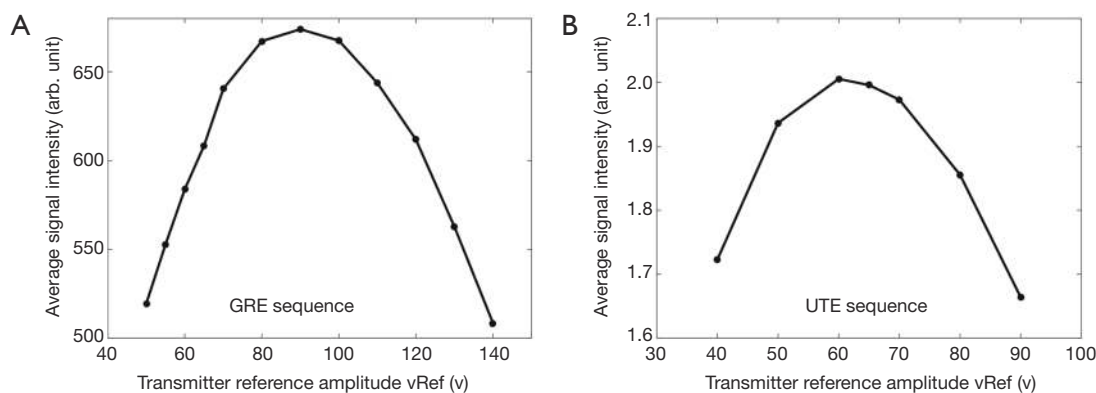 A
Average signal intensity (arb. unit)
650
600
550
500
GRE sequence
40 60 80 100 120 140
Transmitter reference amplitude vRef (v)
B
Average signal intensity (arb. unit)
2.1
2.0
1.9
1.8
1.7
1.6
UTE sequence
30 40 50 60 70 80 90 100
Transmitter reference amplitude vRef (v)